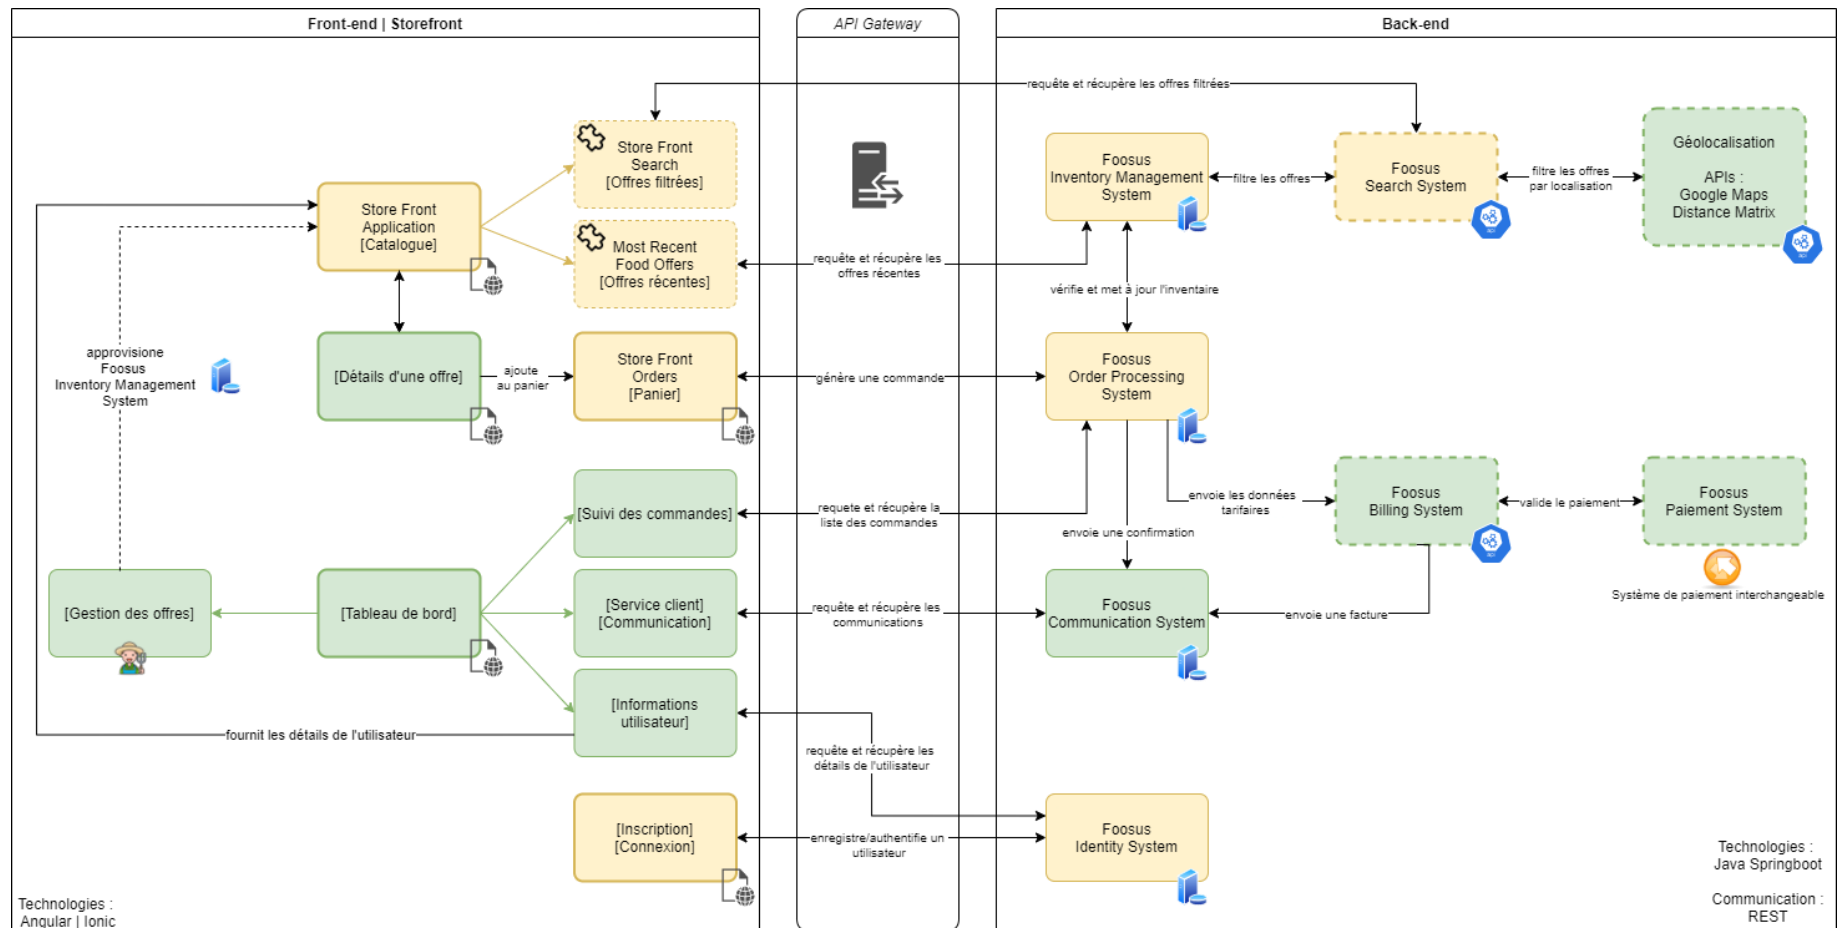 Front-end | Storefront
API Gateway
Back-end
requête et récupère les offres filtrées
Store Front
Search
[Offres filtrées]
Foosus
Inventory Management
System
filtre les offres
Foosus
Search System
filtre les offres
par localisation
Géolocalisation
APIs :
Google Maps
Distance Matrix
Store Front
Application
[Catalogue]
Most Recent
Food Offers
[Offres récentes]
requête et récupère les
offres récentes
vérifie et met à jour l'inventaire
approvisione
Foosus
Inventory Management
System
[Détails d'une offre]
ajoute
au panier
Store Front
Orders
[Panier]
génère une commande
Foosus
Order Processing
System
[Suivi des commandes]
requete et récupère la
liste des commandes
envoie les données
tarifaires
Foosus
Billing System
valide le paiement
Foosus
Paiement System
envoie une confirmation
Système de paiement interchangeable
[Gestion des offres]
[Tableau de bord]
[Service client]
[Communication]
requête et récupère les
communications
Foosus
Communication System
envoie une facture
[Informations
utilisateur]
fournit les détails de l'utilisateur
requête et récupère les
détails de l'utilisateur
[Inscription]
[Connexion]
enregistre/authentifie un
utilisateur
Foosus
Identity System
Technologies :
Java Springboot
Communication :
REST
Technologies :
Angular | Ionic